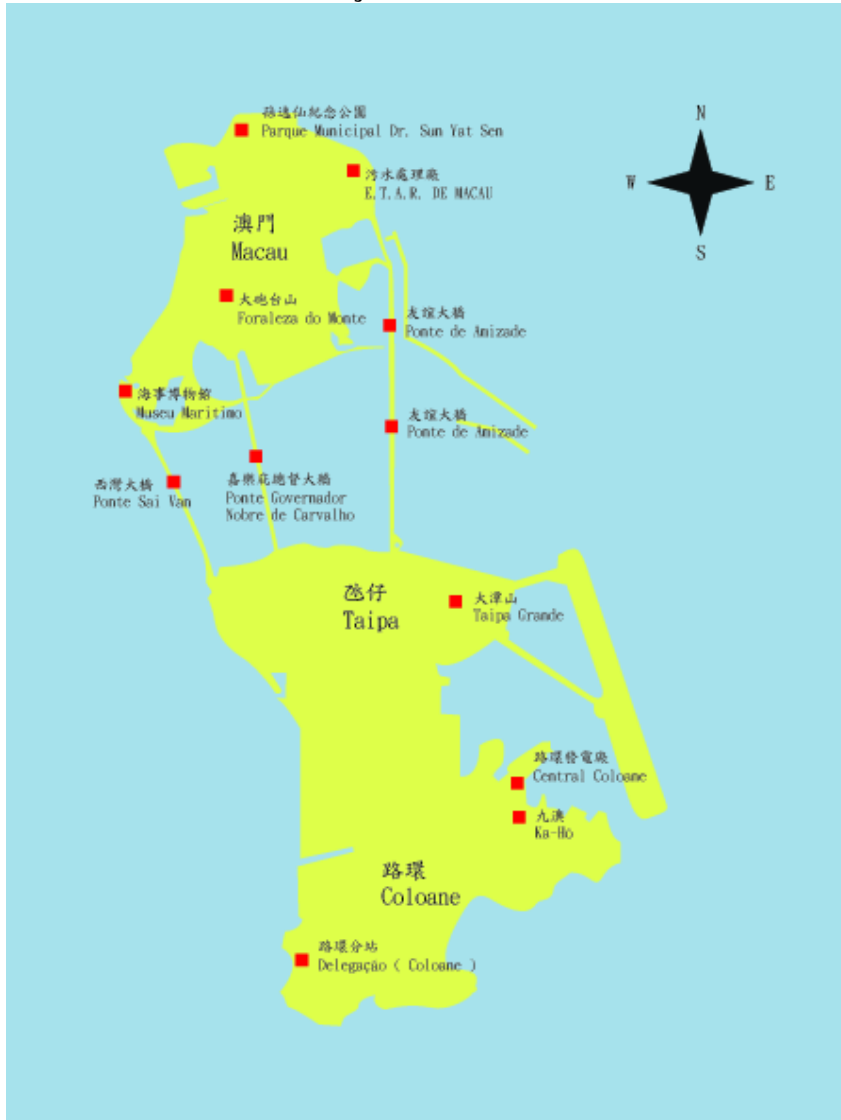 孫逸仙紀念公園
Parque Municipal Dr. Sun Yat Sen
污水處理廠
E.T.A.R. DE MACAU
N
W
E
S
澳門
Macau
大炮台山
Foraleza do Monte
友誼大橋
Ponte de Amizade
海事博物館
Museu Maritimo
友誼大橋
Ponte de Amizade
西灣大橋
Ponte Sai Van
嘉樂庇總督大橋
Ponte Governador
Nobre de Carvalho
氹仔
Taipa
大潭山
Taipa Grande
路環發電廠
Central Coloane
九澳
Ka-Ho
路環
Coloane
路環分站
Delegação ( Coloane )